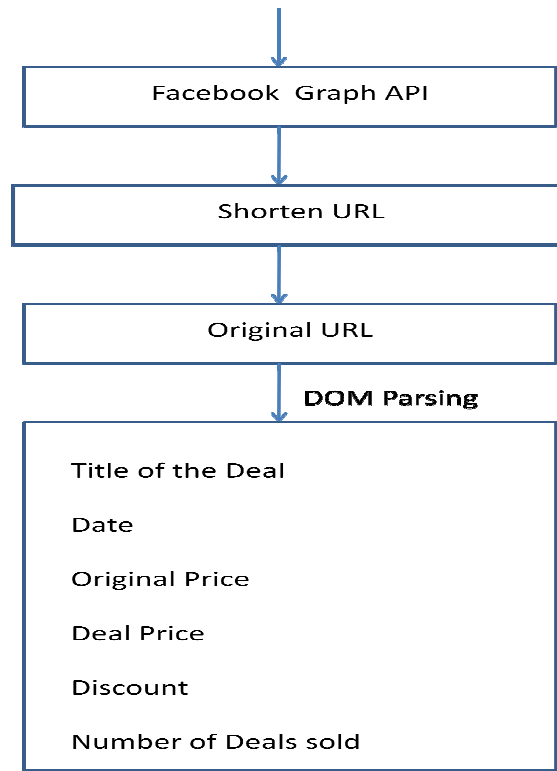 Facebook Graph API
Shorten URL
Original URL
DOM Parsing
Title of the Deal
Date
Original Price
Deal Price
Discount
Number of Deals sold